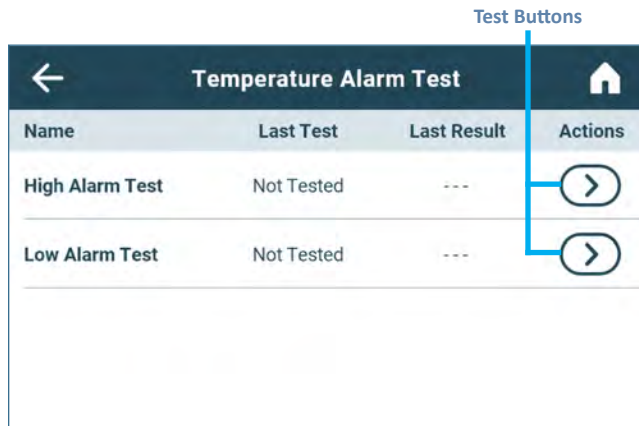 Test Buttons
Temperature Alarm Test
Name Last Test Last Result Actions
High Alarm Test Not Tested ---
Low Alarm Test Not Tested ---